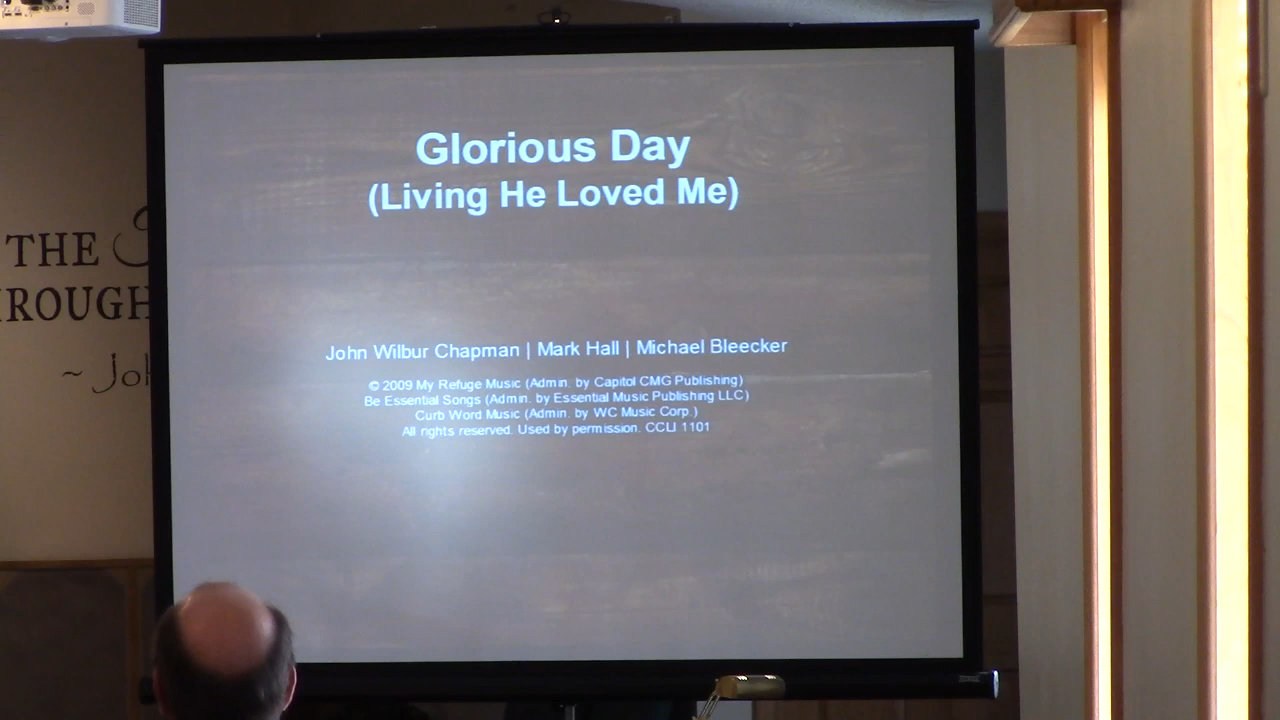 THE
ROUGH
~ Joh
Glorious Day
(Living He Loved Me)
John Wilbur Chapman | Mark Hall | Michael Bleecker
© 2009 My Refuge Music (Admin. by Capitol CMG Publishing)
Be Essential Songs (Admin. by Essential Music Publishing LLC)
Curb Word Music (Admin. by WC Music Corp.)
All rights reserved. Used by permission. CCLI 1101